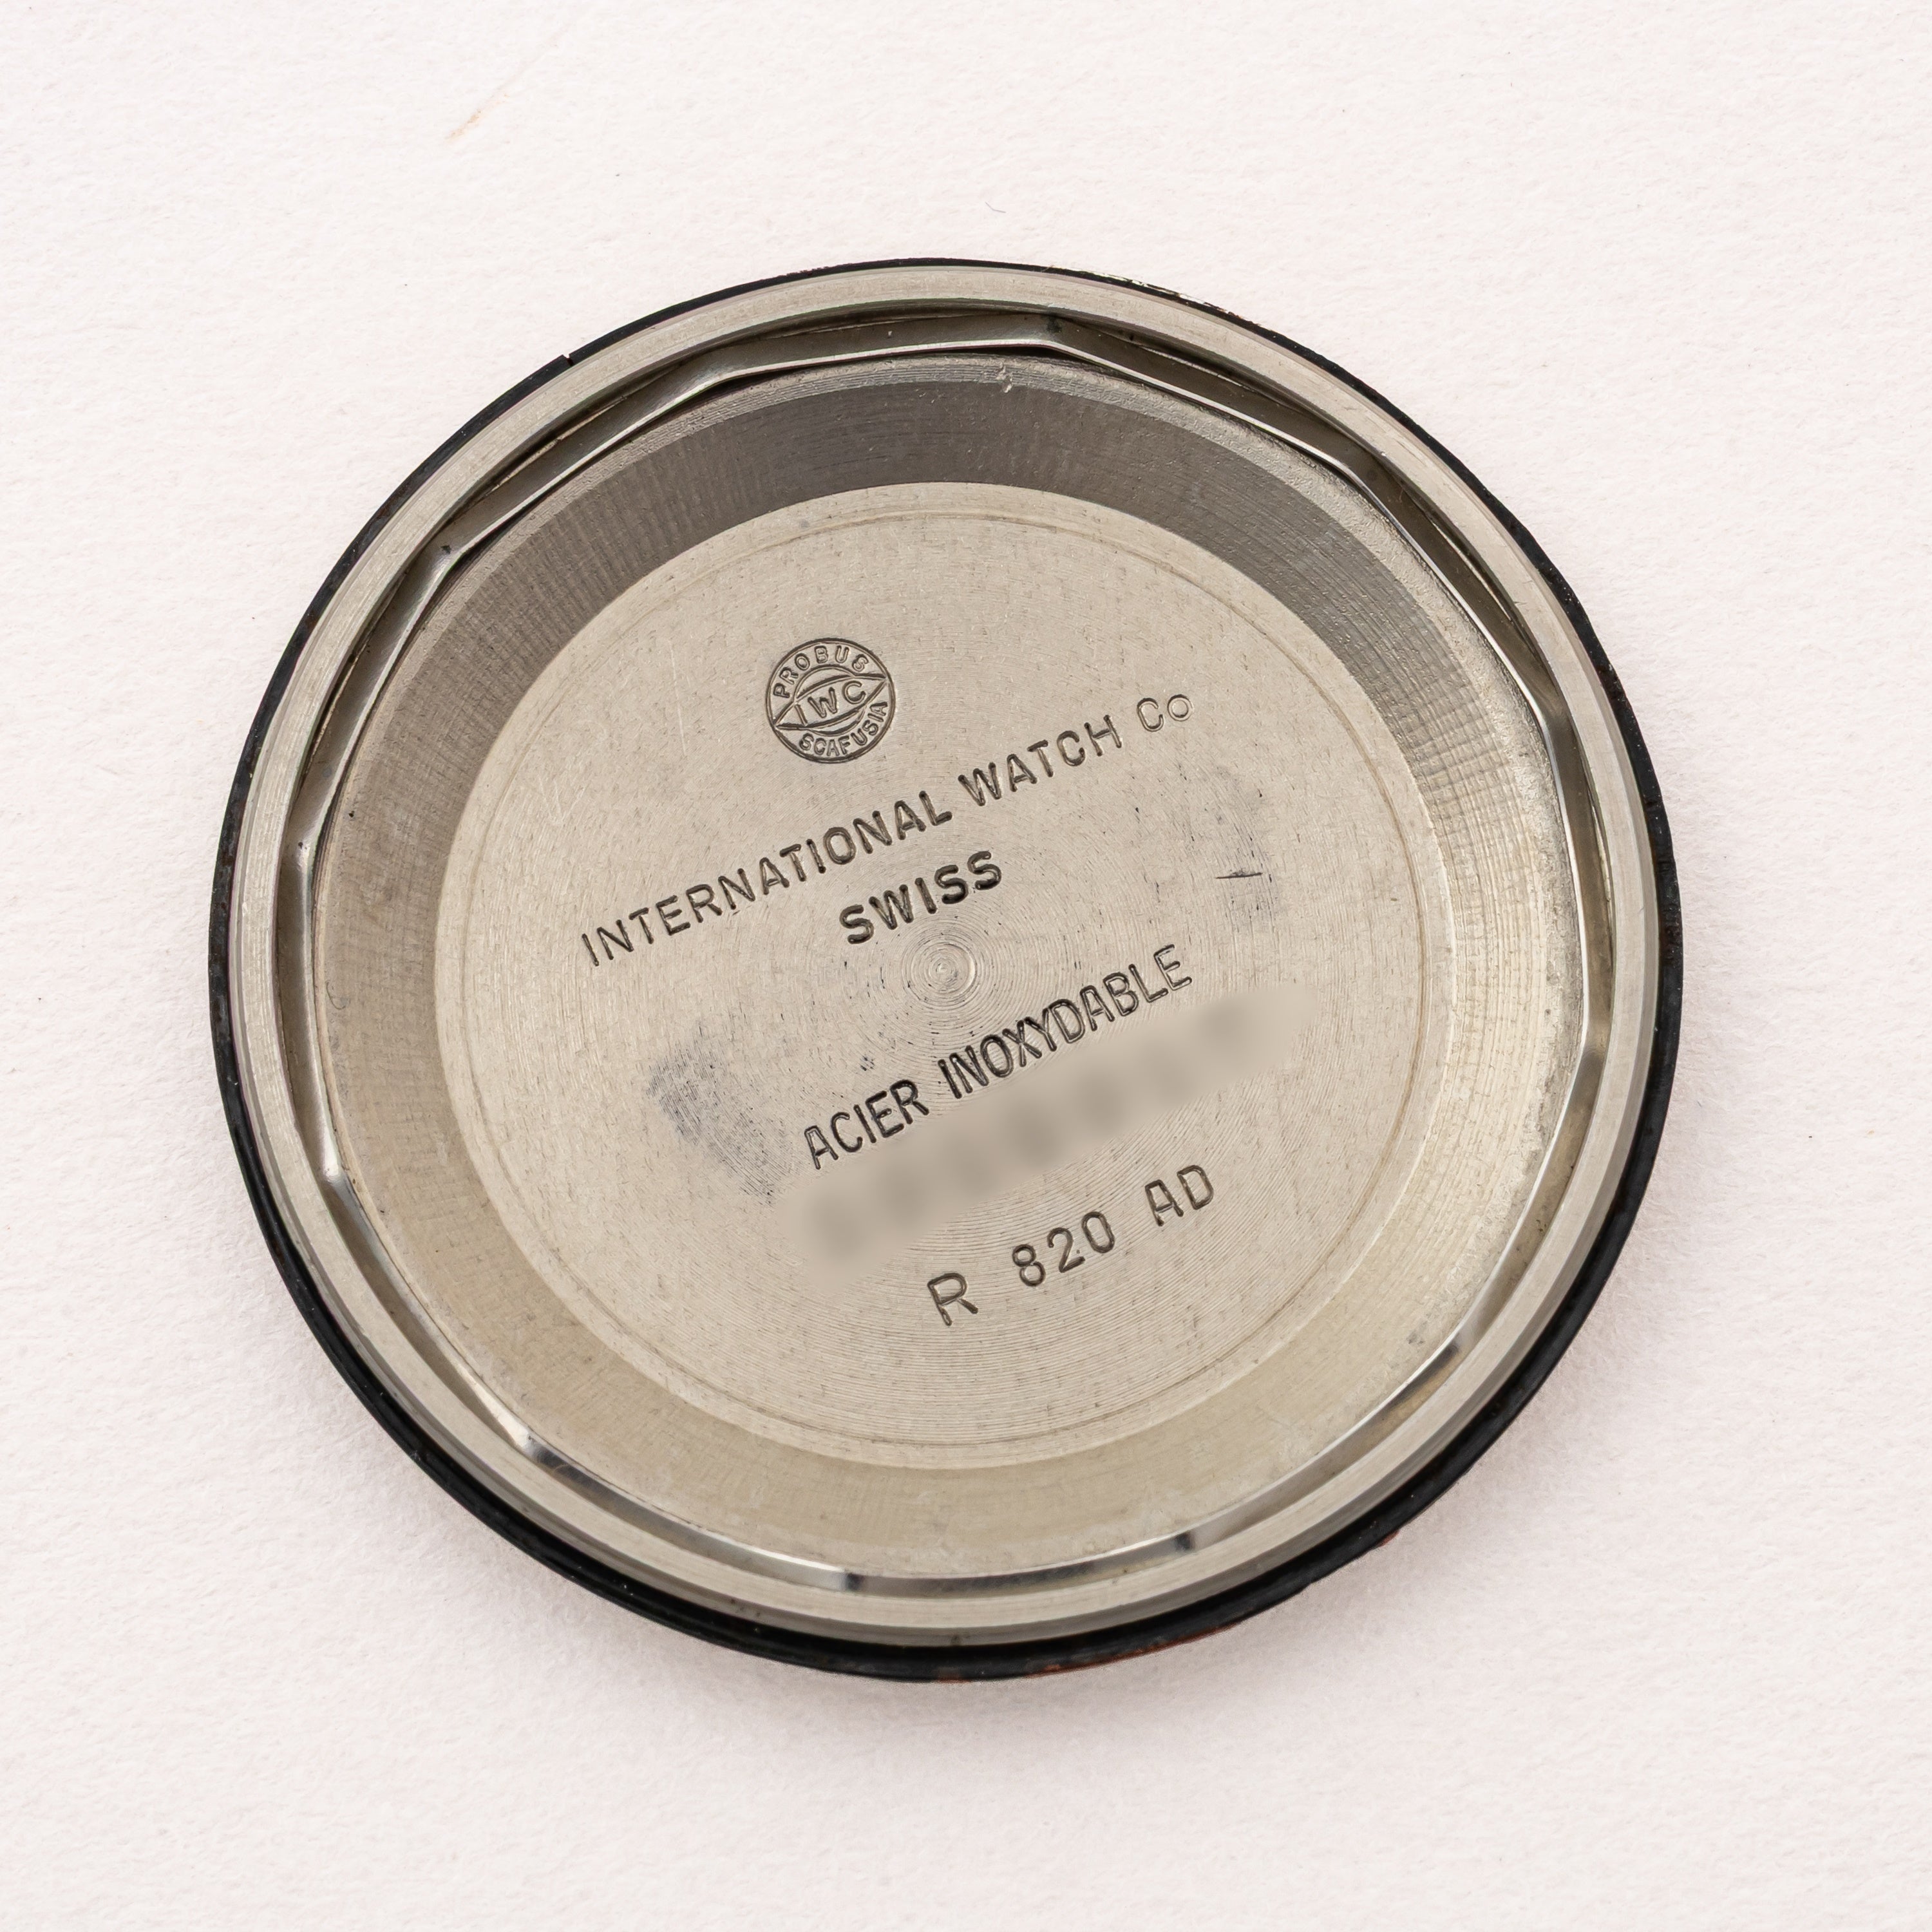 PROBUS
IWC
SCAFUSIA
INTERNATIONAL WATCH Co
SWISS
ACIER INOXYDABLE
R 820 AD